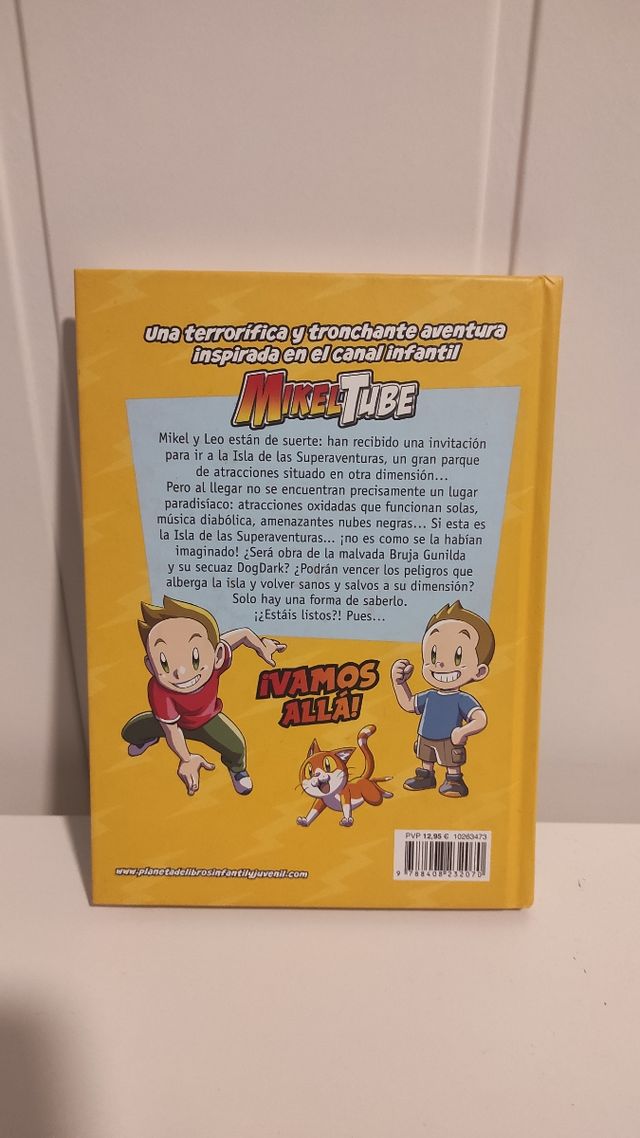 Una terrorífica y tronchante aventura
inspirada en el canal infantil
MIKELTUBE
Mikel y Leo están de suerte: han recibido una invitación
para ir a la Isla de las Superaventuras, un gran parque
de atracciones situado en otra dimensión...
Pero al llegar no se encuentran precisamente un lugar
paradisíaco: atracciones oxidadas que funcionan solas,
música diabólica, amenazantes nubes negras... Si esta es
la Isla de las Superaventuras... ¡no es como se la habían
imaginado! ¿Será obra de la malvada Bruja Gunilda
y su secuaz DogDark? ¿Podrán vencer los peligros que
alberga la isla y volver sanos y salvos a su dimensión?
Solo hay una forma de saberlo.
¡¿Estáis listos?! Pues...
¡VAMOS
ALLÁ!
PVP 12,95 € 10263473
9 788408 232070
www.planetadelibrosinfantilyjuvenil.com